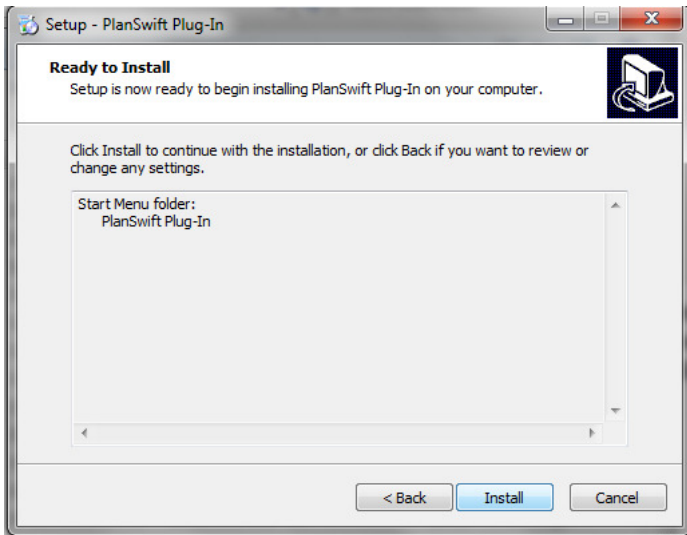 Setup - PlanSwift Plug-In
Ready to Install
Setup is now ready to begin installing PlanSwift Plug-In on your computer.
Click Install to continue with the installation, or click Back if you want to review or
change any settings.
Start Menu folder:
PlanSwift Plug-In
< Back
Install
Cancel